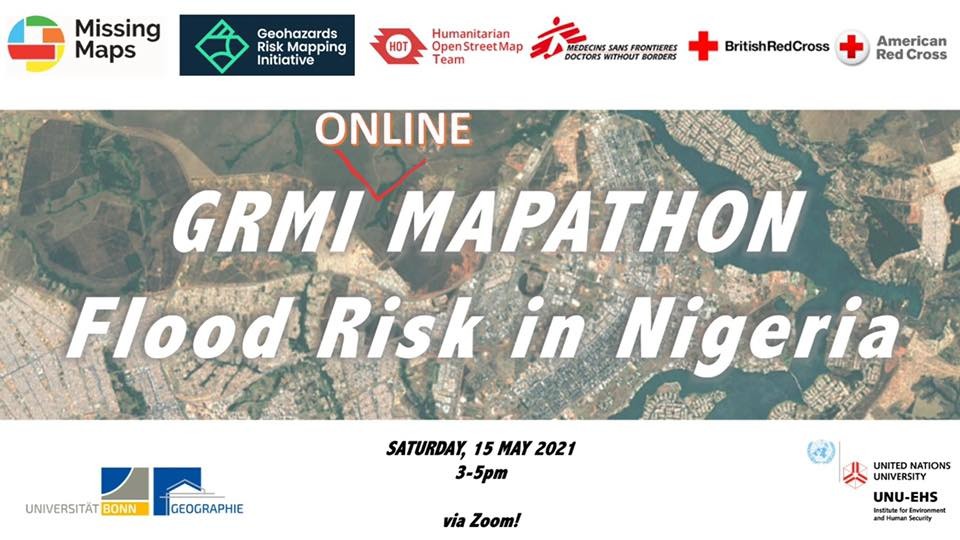 Missing
Maps
Geohazards
Risk Mapping
Initiative
HOT
Humanitarian
OpenStreetMap
Team
MEDECINS SANS FRONTIERES
DOCTORS WITHOUT BORDERS
BritishRedCross
American
Red Cross
ONLINE
GRMI MAPATHON
Flood Risk in Nigeria
SATURDAY, 15 MAY 2021
3-5pm
via Zoom!
UNIVERSITÄT BONN
GEOGRAPHIE
UNITED NATIONS
UNIVERSITY
UNU-EHS
Institute for Environment
and Human Security